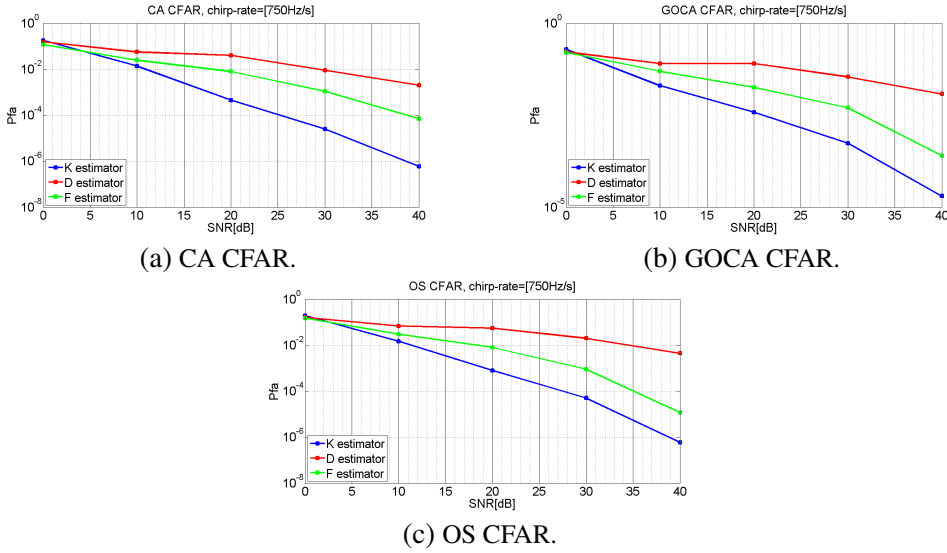 CA CFAR, chirp-rate=[750Hz/s]
10^0
10^-2
10^-4
10^-6
10^-8
Pfa
K estimator
D estimator
F estimator
0 5 10 15 20 25 30 35 40
SNR[dB]
(a) CA CFAR.
GOCA CFAR, chirp-rate=[750Hz/s]
10^0
10^-5
Pfa
K estimator
D estimator
F estimator
0 5 10 15 20 25 30 35 40
SNR[dB]
(b) GOCA CFAR.
OS CFAR, chirp-rate=[750Hz/s]
10^0
10^-2
10^-4
10^-6
10^-8
Pfa
K estimator
D estimator
F estimator
0 5 10 15 20 25 30 35 40
SNR[dB]
(c) OS CFAR.